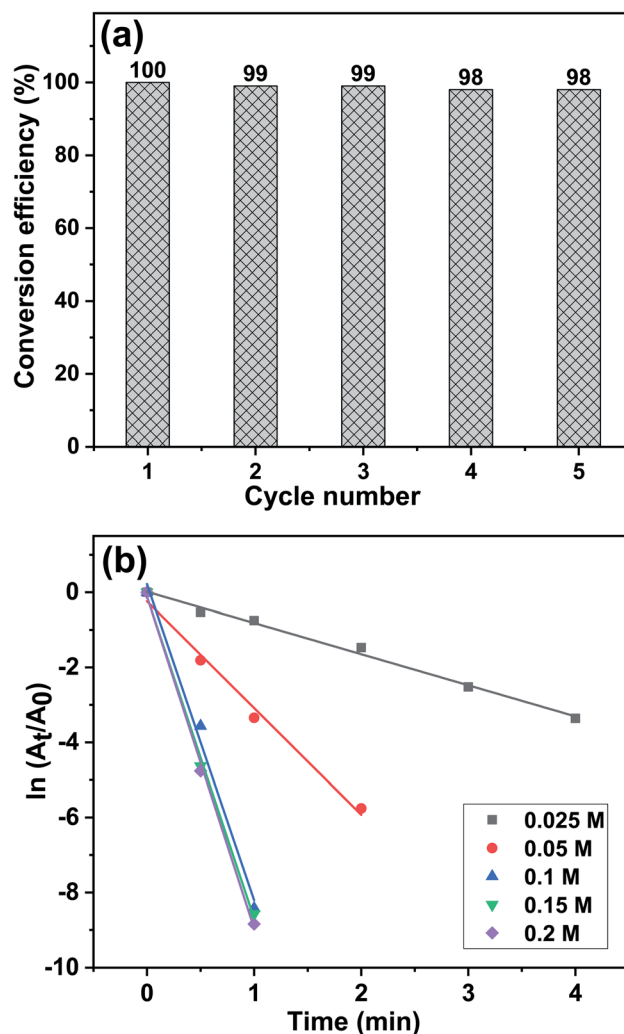 (a)
Conversion efficiency (%)
100
80
60
40
20
0
100
99
99
98
98
1
2
3
4
5
Cycle number
(b)
ln (At/A0)
0
-2
-4
-6
-8
-10
0.025 M
0.05 M
0.1 M
0.15 M
0.2 M
0
1
2
3
4
Time (min)